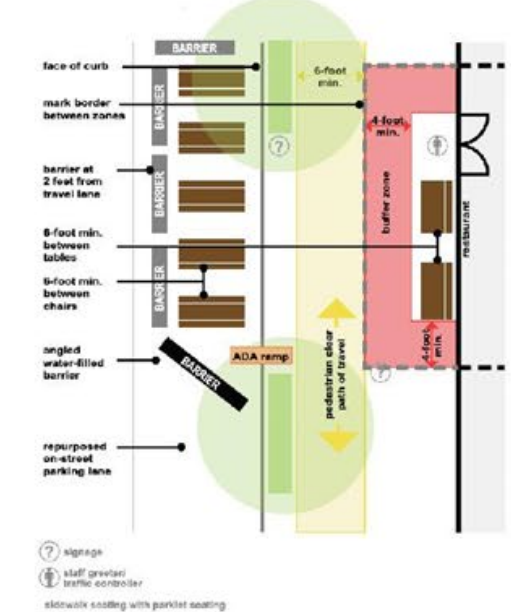 BARRIER
face of curb
6-foot
min.
mark border
between zones
BARRIER
4-foot
min.
?
barrier at
2 feet from
travel lane
BARRIER
buffer zone
6-foot min.
between
tables
restaurant
6-foot min.
between
chairs
BARRIER
angled
water-filled
barrier
BARRIER
ADA ramp
pedestrian clear
path of travel
4-foot
min.
?
repurposed
on-street
parking lane
? signage
staff greeter/
traffic controller
sidewalk seating with parklet seating